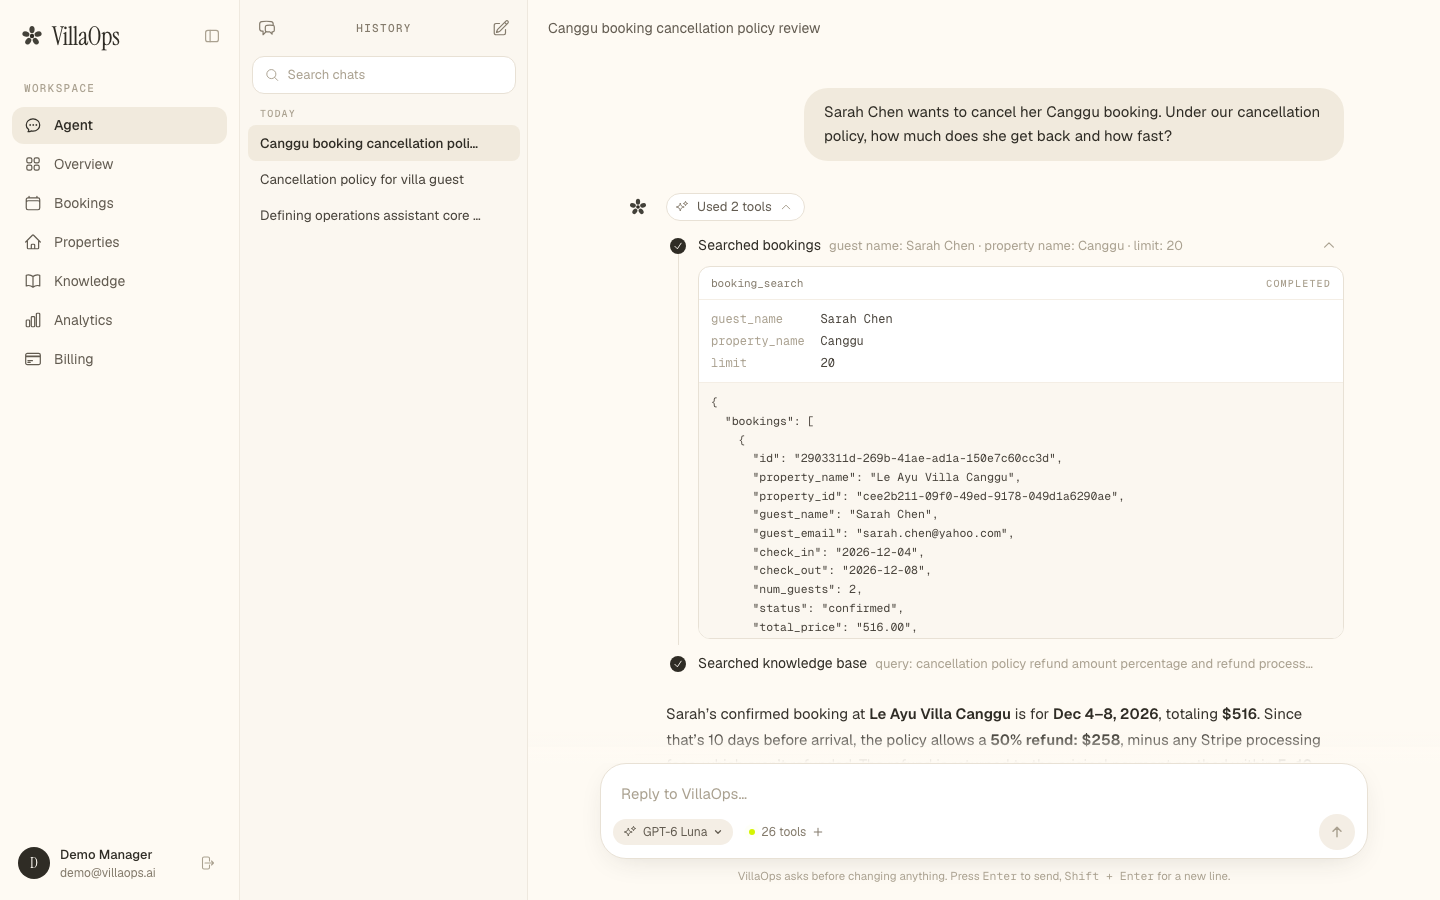 VillaOps
WORKSPACE
Agent
Overview
Bookings
Properties
Knowledge
Analytics
Billing
D
Demo Manager
demo@villaops.ai
HISTORY
Search chats
TODAY
Canggu booking cancellation poli...
Cancellation policy for villa guest
Defining operations assistant core ...
Canggu booking cancellation policy review
Sarah Chen wants to cancel her Canggu booking. Under our cancellation
policy, how much does she get back and how fast?
Used 2 tools
Searched bookings guest name: Sarah Chen · property name: Canggu · limit: 20
booking_search COMPLETED
guest_name Sarah Chen
property_name Canggu
limit 20
{
"bookings": [
{
"id": "2903311d-269b-41ae-ad1a-150e7c60cc3d",
"property_name": "Le Ayu Villa Canggu",
"property_id": "cee2b211-09f0-49ed-9178-049d1a6290ae",
"guest_name": "Sarah Chen",
"guest_email": "sarah.chen@yahoo.com",
"check_in": "2026-12-04",
"check_out": "2026-12-08",
"num_guests": 2,
"status": "confirmed",
"total_price": "516.00",
Searched knowledge base query: cancellation policy refund amount percentage and refund process...
Sarah's confirmed booking at Le Ayu Villa Canggu is for Dec 4–8, 2026, totaling $516. Since
that's 10 days before arrival, the policy allows a 50% refund: $258, minus any Stripe processing
Reply to VillaOps...
GPT-6 Luna
26 tools
VillaOps asks before changing anything. Press Enter to send, Shift + Enter for a new line.